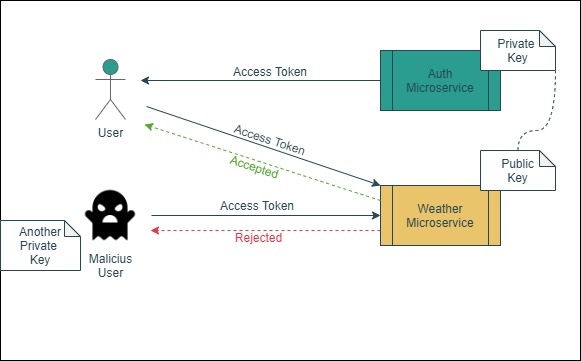 Private
Key
Access Token
Auth
Microservice
User
Access Token
Accepted
Public
Key
Access Token
Weather
Microservice
Rejected
Another
Private
Key
Malicius
User